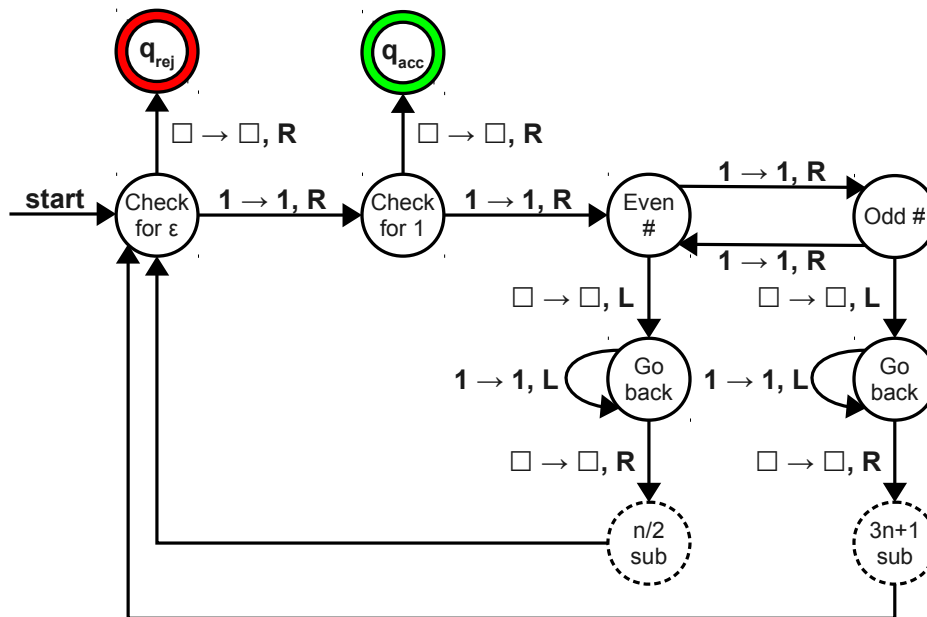 q_rej
q_acc
□ → □, R
□ → □, R
start
Check
for ε
1 → 1, R
Check
for 1
1 → 1, R
Even
#
1 → 1, R
Odd #
1 → 1, R
□ → □, L
□ → □, L
1 → 1, L
Go
back
1 → 1, L
Go
back
□ → □, R
□ → □, R
n/2
sub
3n+1
sub